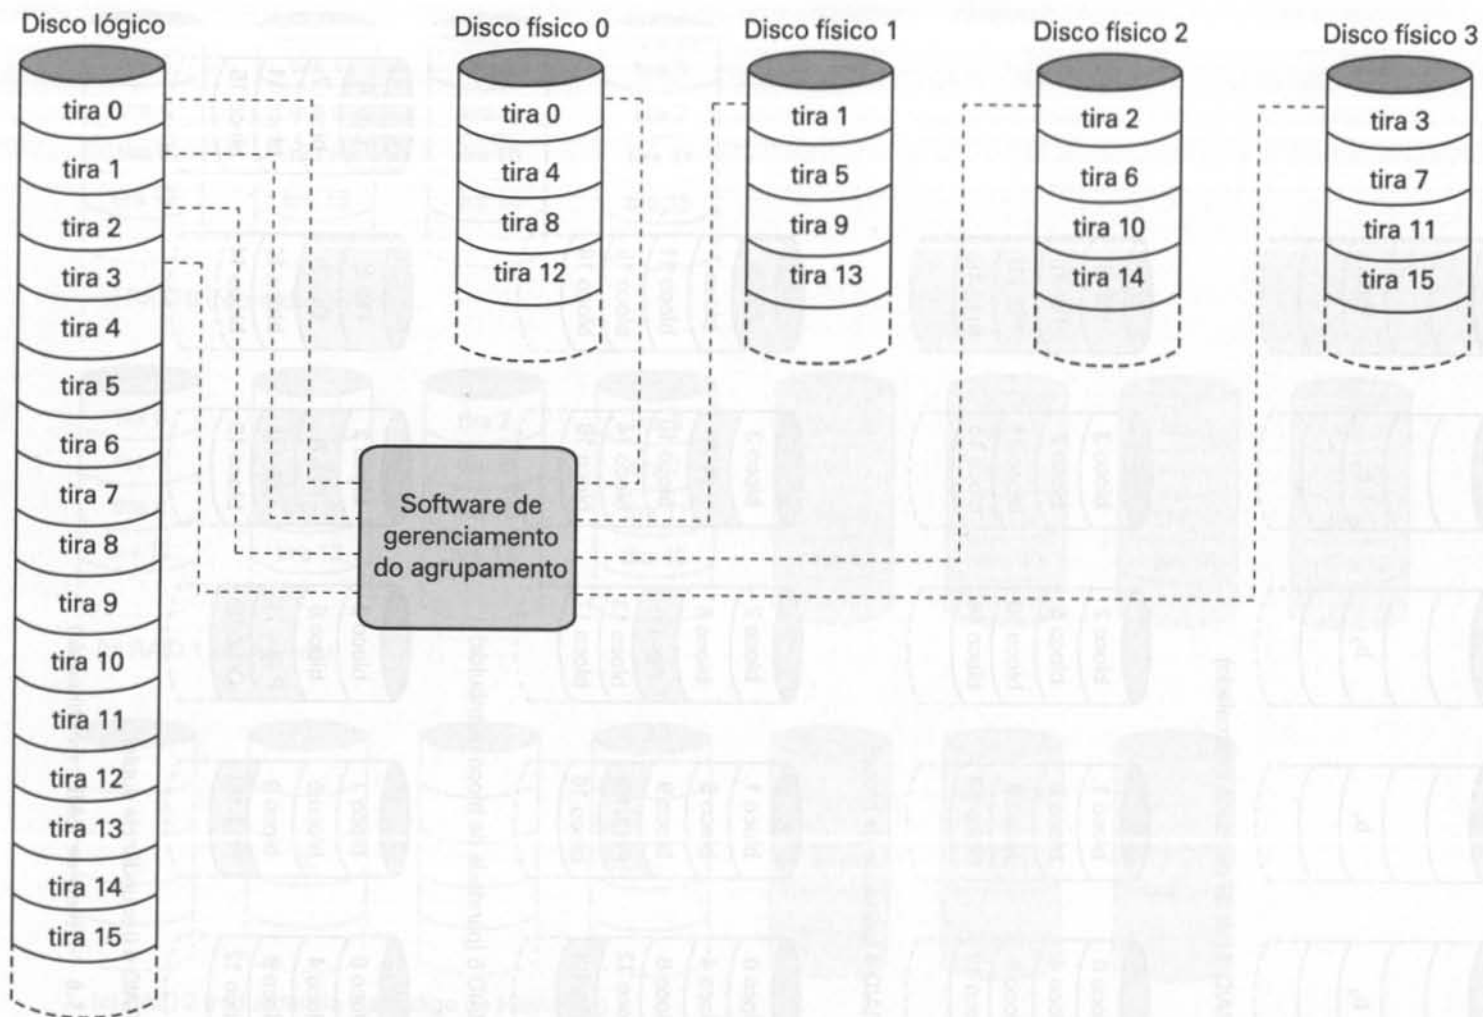 Disco lógico
tira 0
tira 1
tira 2
tira 3
tira 4
tira 5
tira 6
tira 7
tira 8
tira 9
tira 10
tira 11
tira 12
tira 13
tira 14
tira 15
Disco físico 0
tira 0
tira 4
tira 8
tira 12
Disco físico 1
tira 1
tira 5
tira 9
tira 13
Disco físico 2
tira 2
tira 6
tira 10
tira 14
Disco físico 3
tira 3
tira 7
tira 11
tira 15
Software de
gerenciamento
do agrupamento